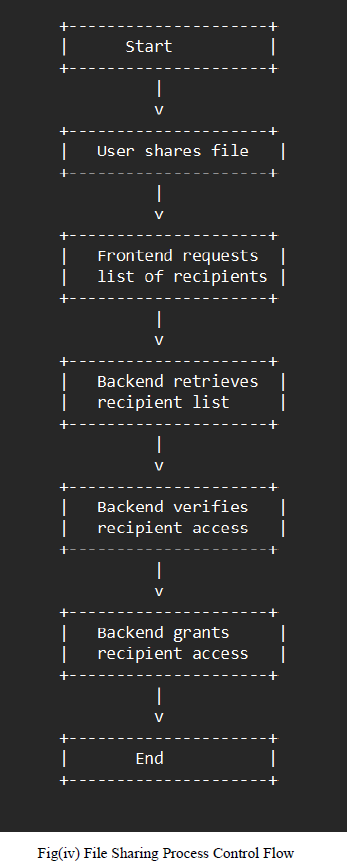 Start
User shares file
Frontend requests
list of recipients
Backend retrieves
recipient list
Backend verifies
recipient access
Backend grants
recipient access
End
Fig(iv) File Sharing Process Control Flow